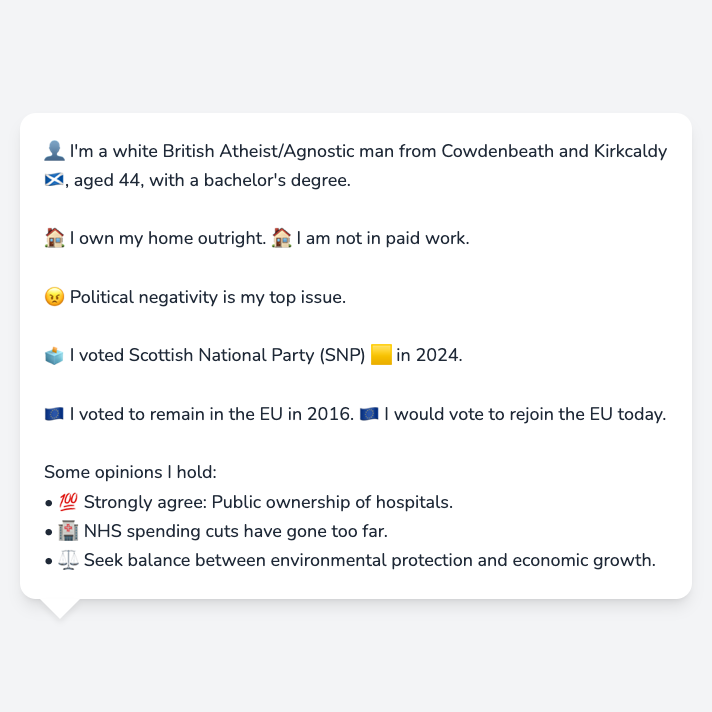 👤 I'm a white British Atheist/Agnostic man from Cowdenbeath and Kirkcaldy
🏴󠁧󠁢󠁳󠁣󠁴󠁿, aged 44, with a bachelor's degree.
🏠 I own my home outright. 🏠 I am not in paid work.
😠 Political negativity is my top issue.
🗳️ I voted Scottish National Party (SNP) 🟨 in 2024.
🇪🇺 I voted to remain in the EU in 2016. 🇪🇺 I would vote to rejoin the EU today.
Some opinions I hold:
• 💯 Strongly agree: Public ownership of hospitals.
• 🏥 NHS spending cuts have gone too far.
• ⚖️ Seek balance between environmental protection and economic growth.